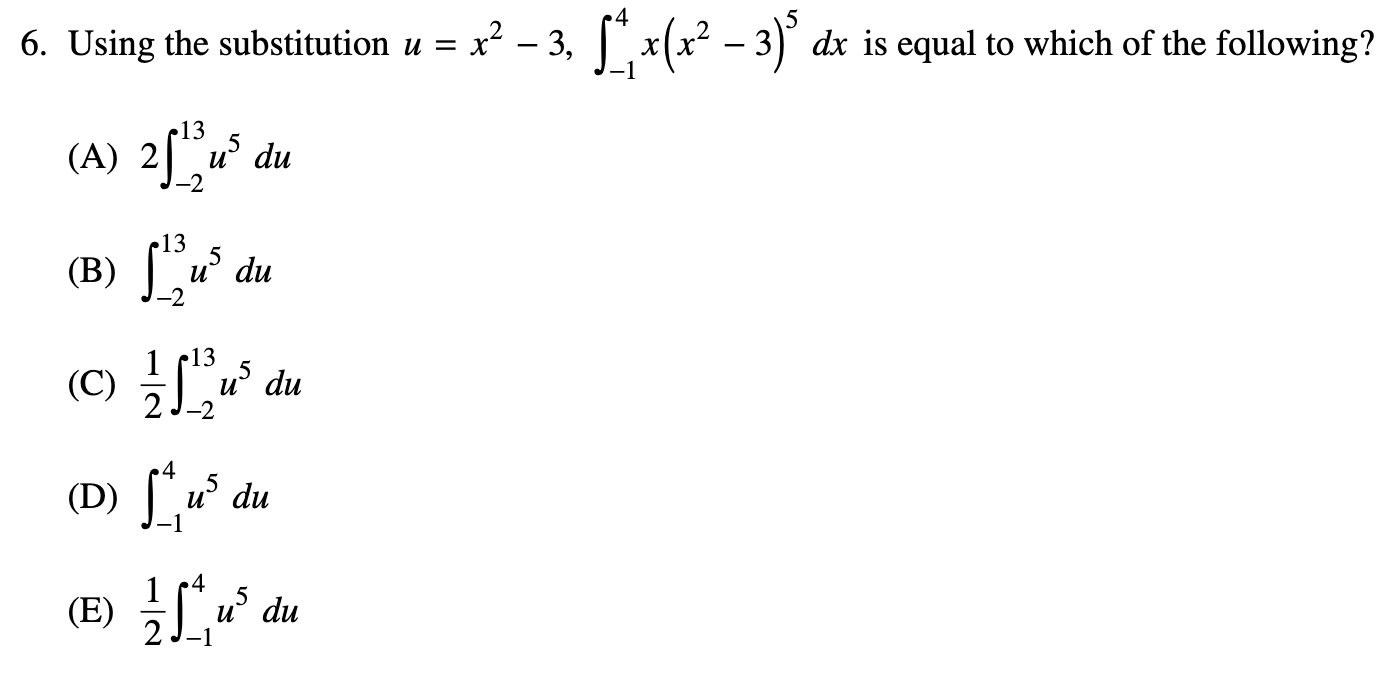 6. Using the substitution u = x² – 3, ∫₋₁⁴ x(x² – 3)⁵ dx is equal to which of the following?
(A) 2∫₋₂¹³ u⁵ du
(B) ∫₋₂¹³ u⁵ du
(C) 1/2 ∫₋₂¹³ u⁵ du
(D) ∫₋₁⁴ u⁵ du
(E) 1/2 ∫₋₁⁴ u⁵ du